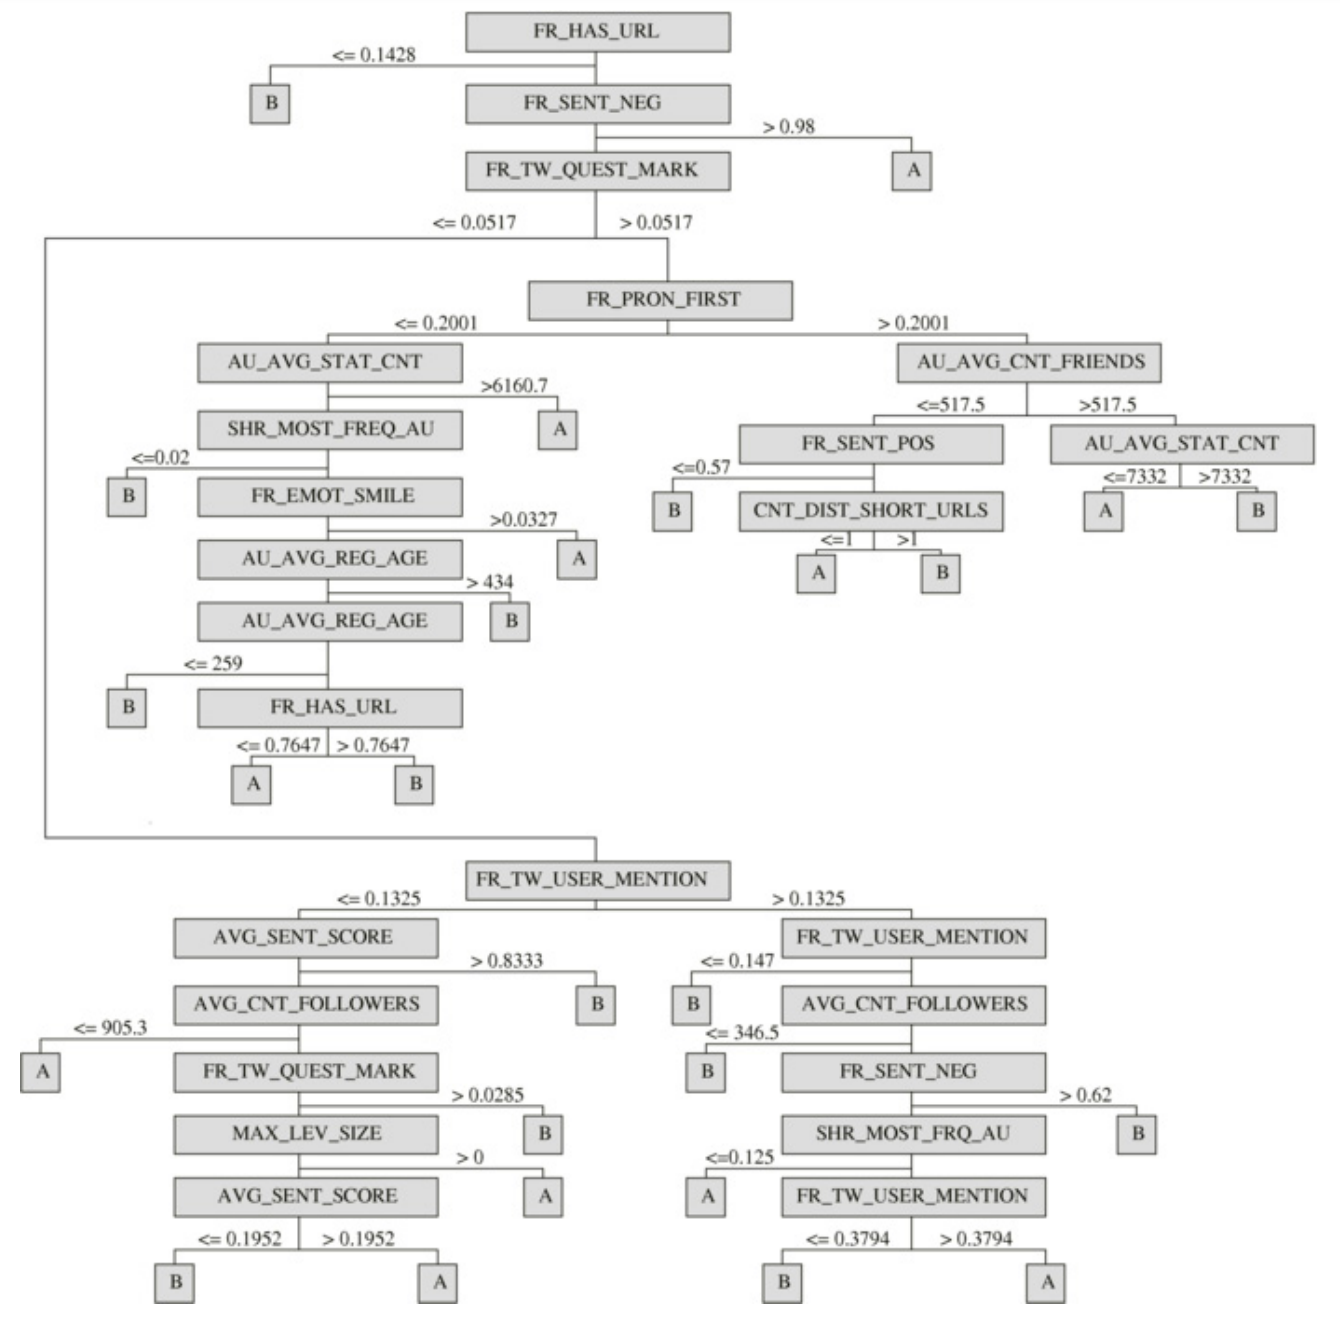 FR_HAS_URL
<= 0.1428
B
FR_SENT_NEG
> 0.98
FR_TW_QUEST_MARK
A
<= 0.0517
> 0.0517
FR_PRON_FIRST
<= 0.2001
> 0.2001
AU_AVG_STAT_CNT
>6160.7
SHR_MOST_FREQ_AU
A
<=0.02
B
FR_EMOT_SMILE
>0.0327
AU_AVG_REG_AGE
A
> 434
AU_AVG_REG_AGE
B
<= 259
B
FR_HAS_URL
<= 0.7647
> 0.7647
A
B
AU_AVG_CNT_FRIENDS
<=517.5
>517.5
FR_SENT_POS
AU_AVG_STAT_CNT
<=0.57
<=7332
>7332
B
CNT_DIST_SHORT_URLS
A
B
<=1
>1
A
B
FR_TW_USER_MENTION
<= 0.1325
> 0.1325
AVG_SENT_SCORE
> 0.8333
AVG_CNT_FOLLOWERS
B
<= 905.3
A
FR_TW_QUEST_MARK
> 0.0285
MAX_LEV_SIZE
B
> 0
AVG_SENT_SCORE
A
<= 0.1952
> 0.1952
B
A
FR_TW_USER_MENTION
<= 0.147
B
AVG_CNT_FOLLOWERS
<= 346.5
B
FR_SENT_NEG
> 0.62
SHR_MOST_FRQ_AU
B
<=0.125
A
FR_TW_USER_MENTION
<= 0.3794
> 0.3794
B
A